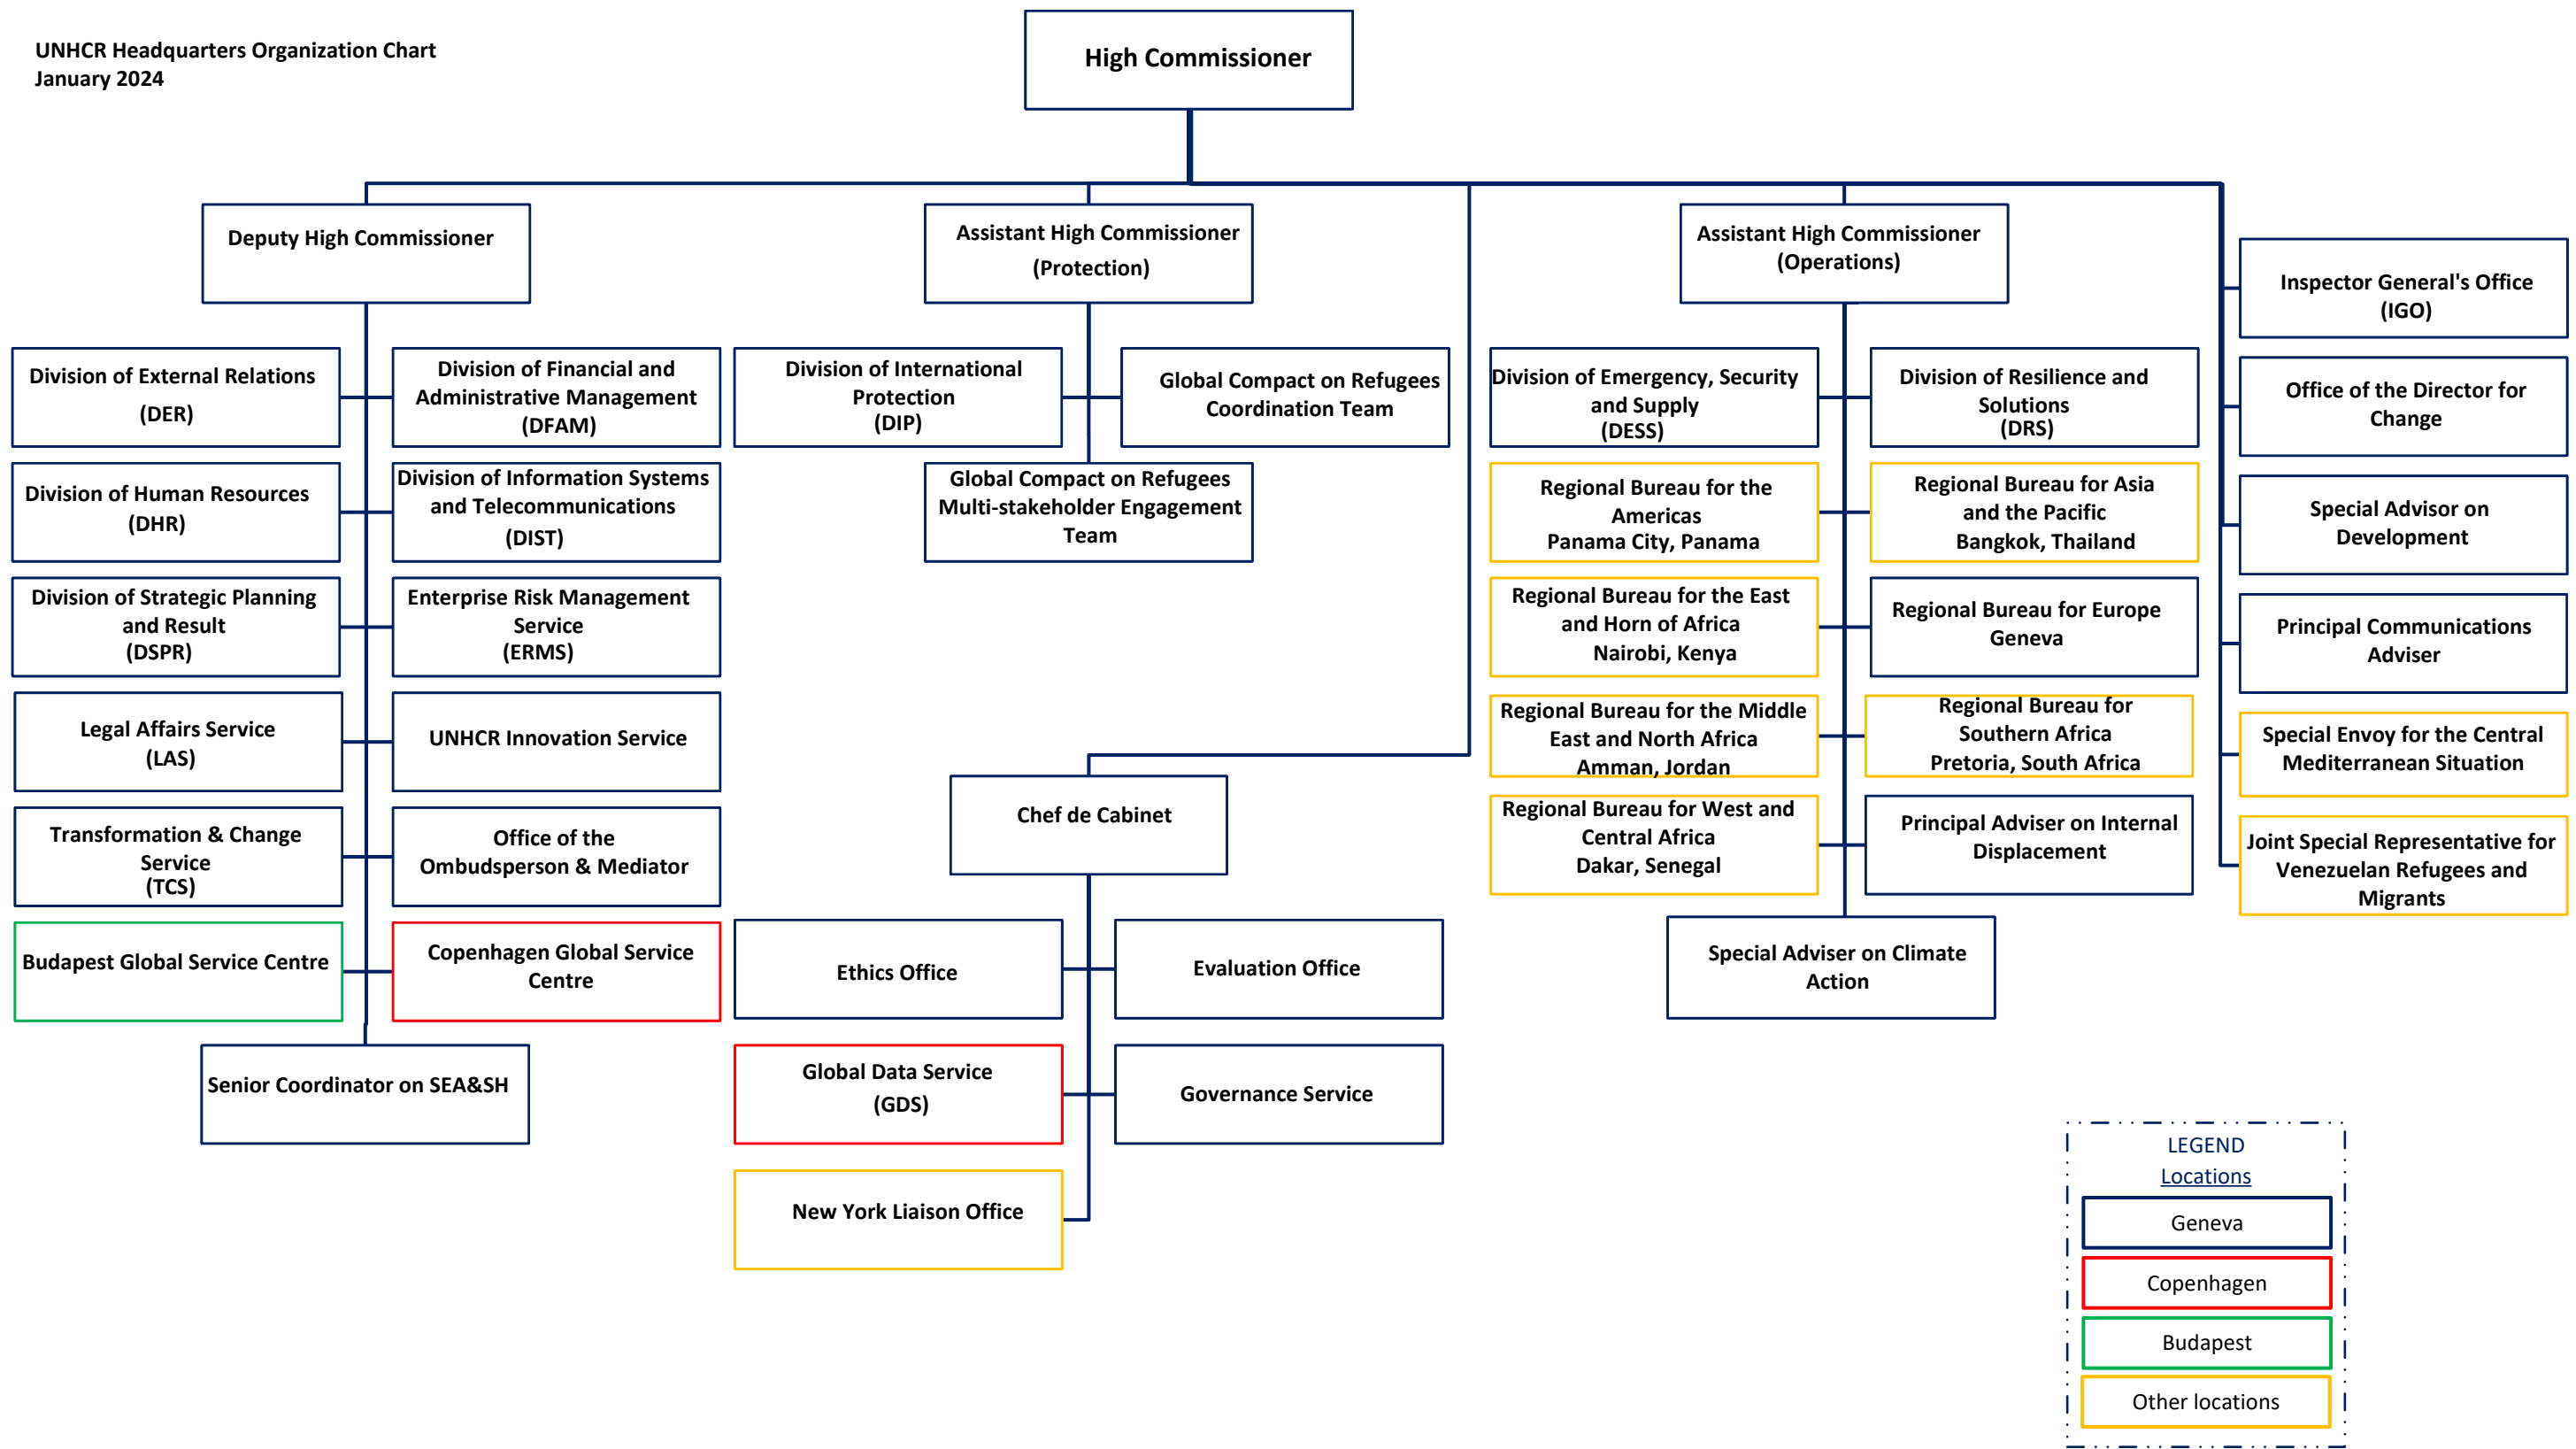 UNHCR Headquarters Organization Chart
January 2024
High Commissioner
Deputy High Commissioner
Assistant High Commissioner
(Protection)
Assistant High Commissioner
(Operations)
Inspector General's Office
(IGO)
Office of the Director for
Change
Special Advisor on
Development
Principal Communications
Adviser
Special Envoy for the Central
Mediterranean Situation
Joint Special Representative for
Venezuelan Refugees and
Migrants
Division of External Relations
(DER)
Division of Financial and
Administrative Management
(DFAM)
Division of Human Resources
(DHR)
Division of Information Systems
and Telecommunications
(DIST)
Division of Strategic Planning
and Result
(DSPR)
Enterprise Risk Management
Service
(ERMS)
Legal Affairs Service
(LAS)
UNHCR Innovation Service
Transformation & Change
Service
(TCS)
Office of the
Ombudsperson & Mediator
Budapest Global Service Centre
Copenhagen Global Service
Centre
Senior Coordinator on SEA&SH
Division of International
Protection
(DIP)
Global Compact on Refugees
Coordination Team
Global Compact on Refugees
Multi-stakeholder Engagement
Team
Chef de Cabinet
Ethics Office
Evaluation Office
Global Data Service
(GDS)
Governance Service
New York Liaison Office
Division of Emergency, Security
and Supply
(DESS)
Division of Resilience and
Solutions
(DRS)
Regional Bureau for the
Americas
Panama City, Panama
Regional Bureau for Asia
and the Pacific
Bangkok, Thailand
Regional Bureau for the East
and Horn of Africa
Nairobi, Kenya
Regional Bureau for Europe
Geneva
Regional Bureau for the Middle
East and North Africa
Amman, Jordan
Regional Bureau for
Southern Africa
Pretoria, South Africa
Regional Bureau for West and
Central Africa
Dakar, Senegal
Principal Adviser on Internal
Displacement
Special Adviser on Climate
Action
LEGEND
Locations
Geneva
Copenhagen
Budapest
Other locations